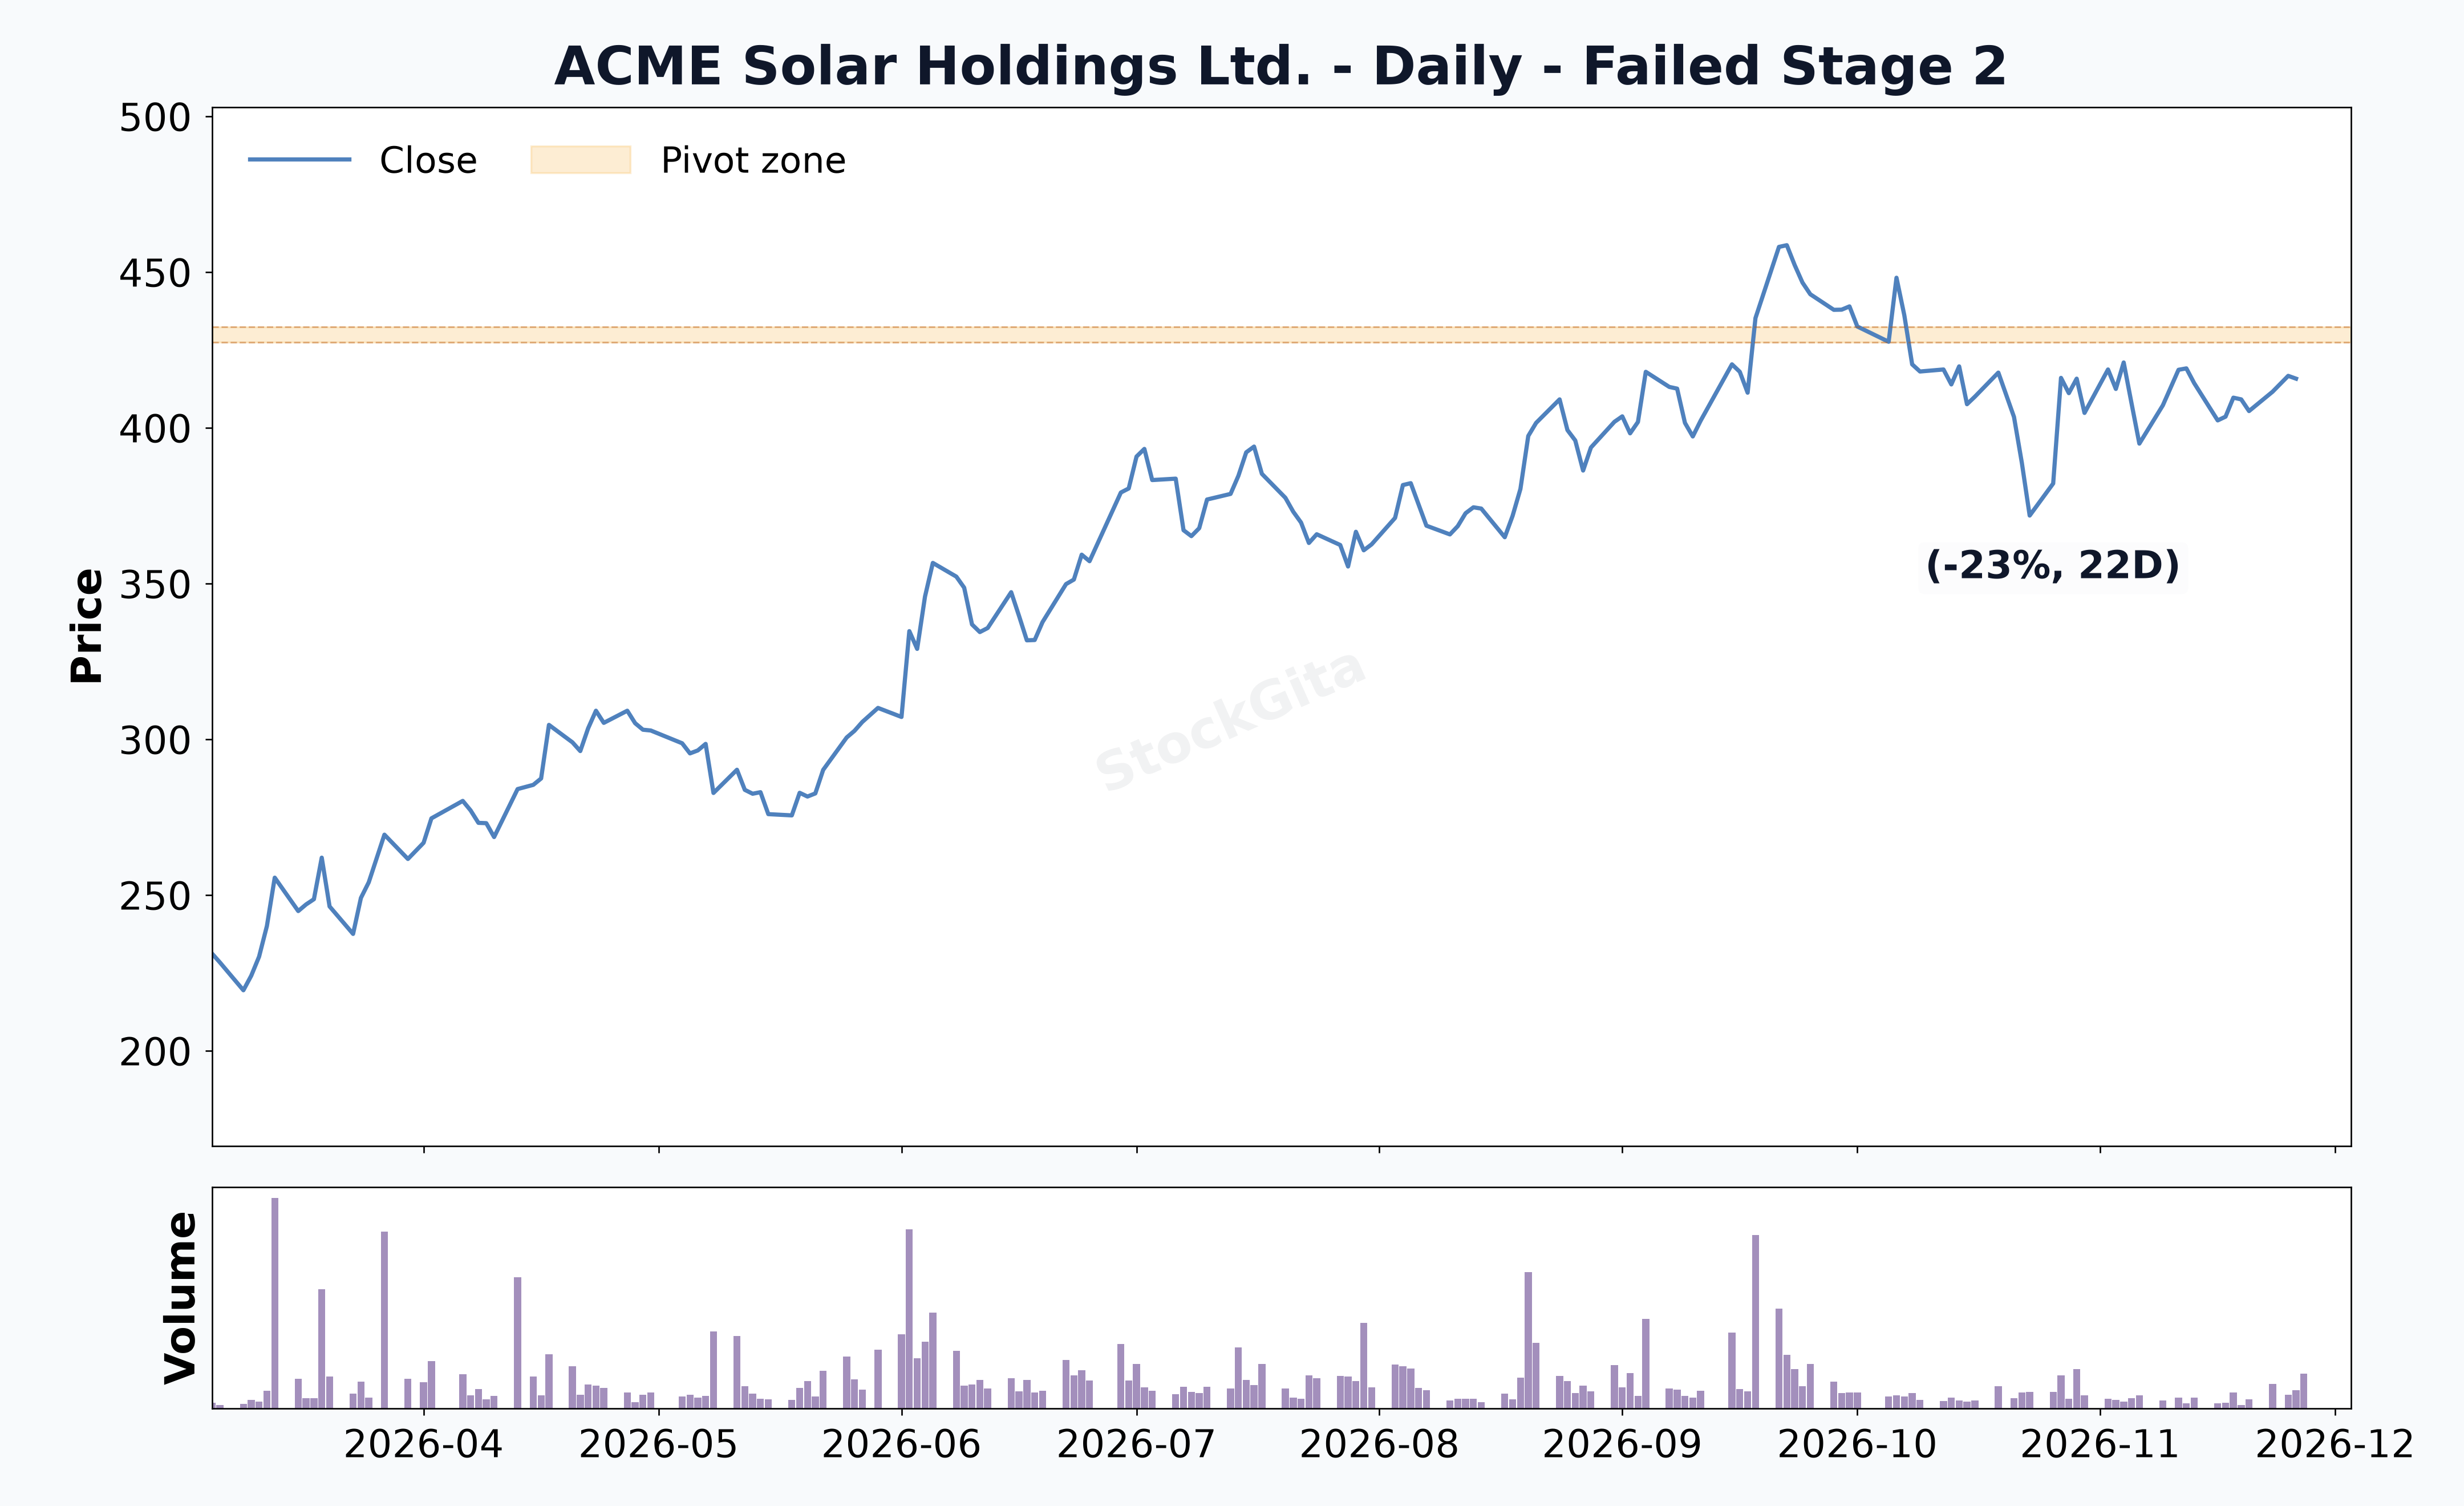 ACME Solar Holdings Ltd. - Daily - Failed Stage 2
Close
Pivot zone
500
450
400
350
300
250
200
Price
(-23%, 22D)
StockGita
Volume
2026-04
2026-05
2026-06
2026-07
2026-08
2026-09
2026-10
2026-11
2026-12